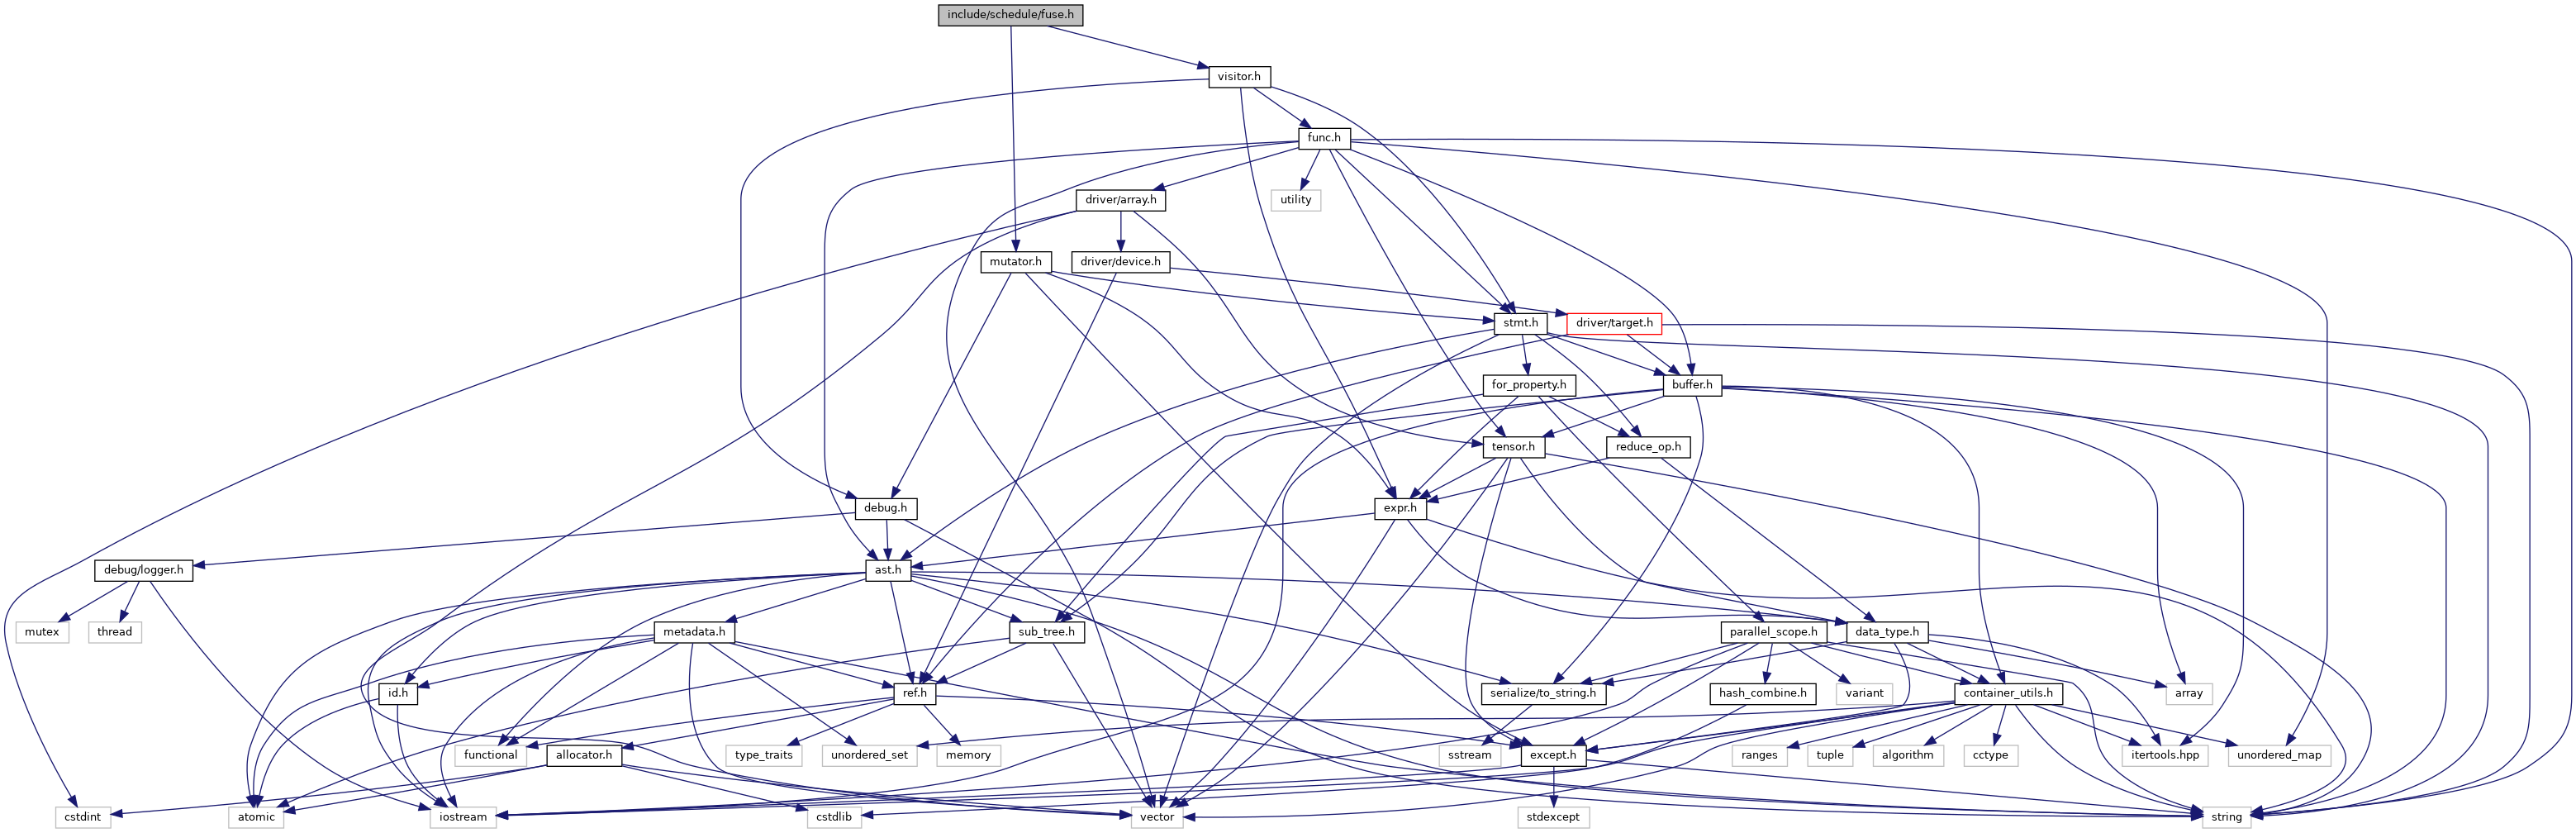 include/schedule/fuse.h
visitor.h
func.h
driver/array.h
utility
mutator.h
driver/device.h
stmt.h
driver/target.h
for_property.h
buffer.h
tensor.h
reduce_op.h
debug.h
expr.h
debug/logger.h
ast.h
mutex
thread
metadata.h
sub_tree.h
parallel_scope.h
data_type.h
id.h
ref.h
serialize/to_string.h
hash_combine.h
variant
container_utils.h
array
functional
allocator.h
type_traits
unordered_set
memory
sstream
except.h
ranges
tuple
algorithm
cctype
itertools.hpp
unordered_map
cstdint
atomic
iostream
cstdlib
vector
stdexcept
string